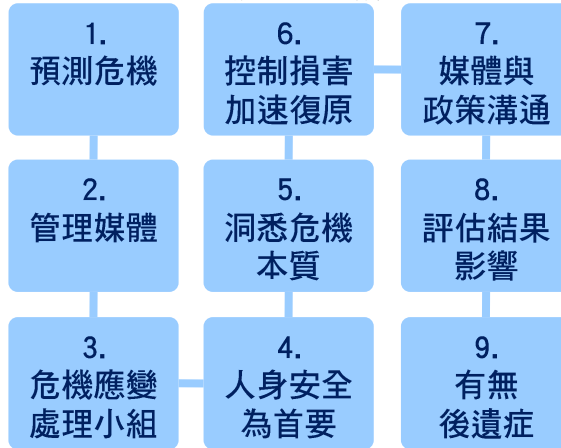 1.
預測危機
2.
管理媒體
3.
危機應變
處理小組
4.
人身安全
為首要
5.
洞悉危機
本質
6.
控制損害
加速復原
7.
媒體與
政策溝通
8.
評估結果
影響
9.
有無
後遺症